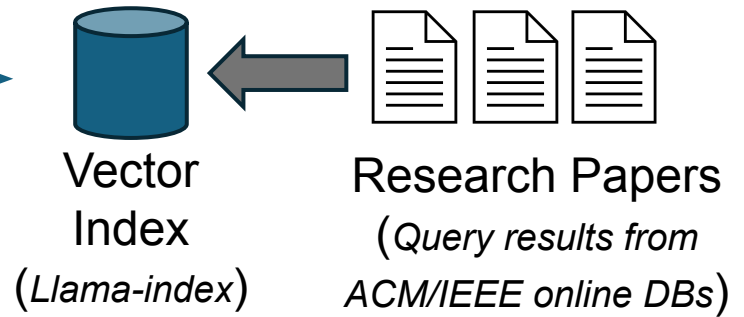 Vector
Index
(Llama-index)
Research Papers
(Query results from
ACM/IEEE online DBs)